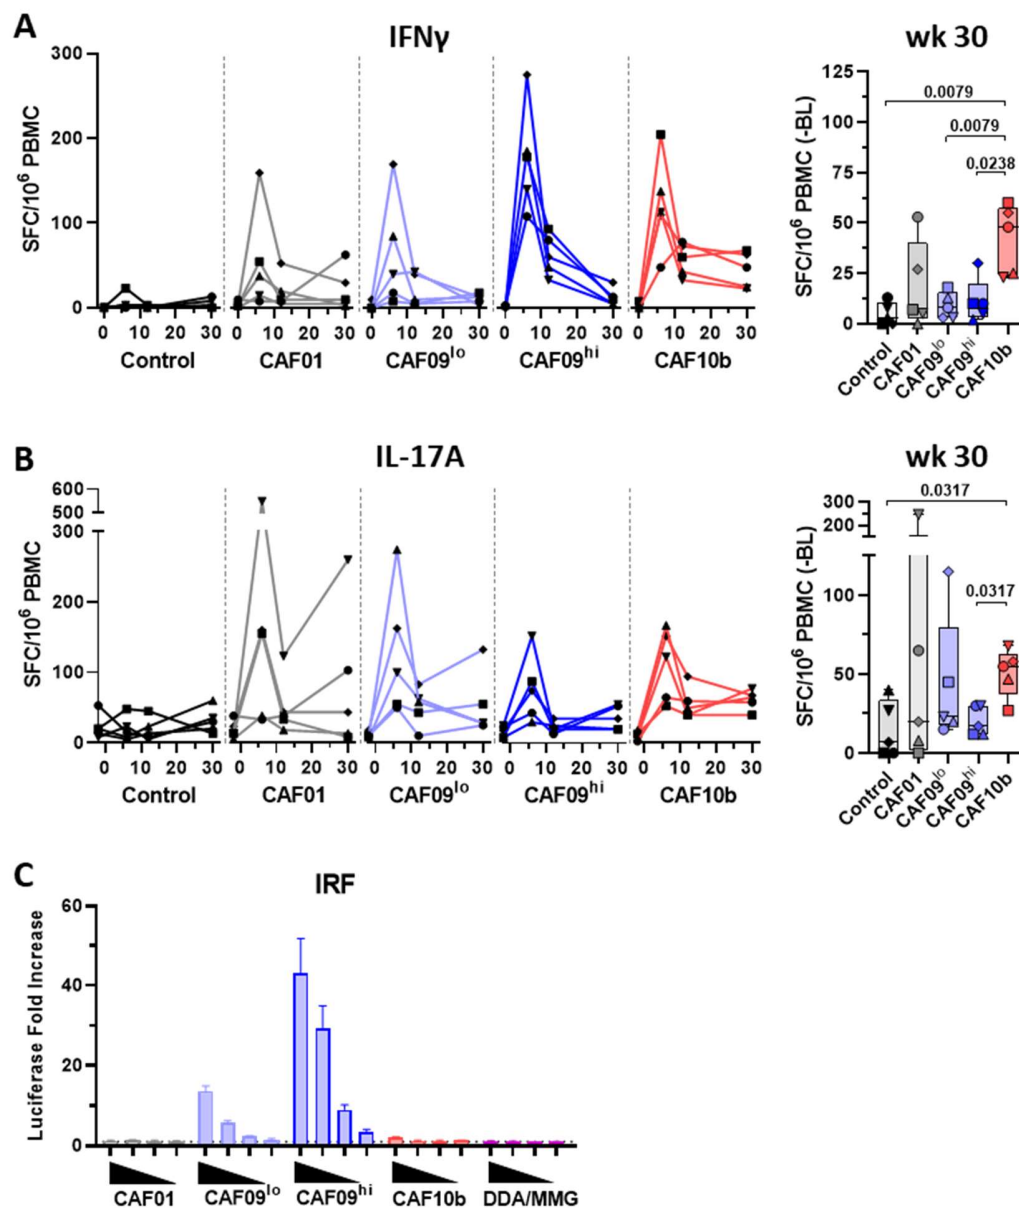 A
IFNγ
wk 30
SFC/10⁶ PBMC
300
200
100
0
0 10 20 30 0 10 20 30 0 10 20 30 0 10 20 30 0 10 20 30
Control CAF01 CAF09ˡᵒ CAF09ʰⁱ CAF10b
SFC/10⁶ PBMC (-BL)
125
100
75
50
25
0
0.0079
0.0079
0.0238
Control CAF01 CAF09ˡᵒ CAF09ʰⁱ CAF10b
B
IL-17A
wk 30
SFC/10⁶ PBMC
600
500
300
200
100
0
0 10 20 30 0 10 20 30 0 10 20 30 0 10 20 30 0 10 20 30
Control CAF01 CAF09ˡᵒ CAF09ʰⁱ CAF10b
SFC/10⁶ PBMC (-BL)
300
200
100
50
0
0.0317
0.0317
Control CAF01 CAF09ˡᵒ CAF09ʰⁱ CAF10b
C
IRF
Luciferase Fold Increase
60
40
20
0
CAF01 CAF09ˡᵒ CAF09ʰⁱ CAF10b DDA/MMG